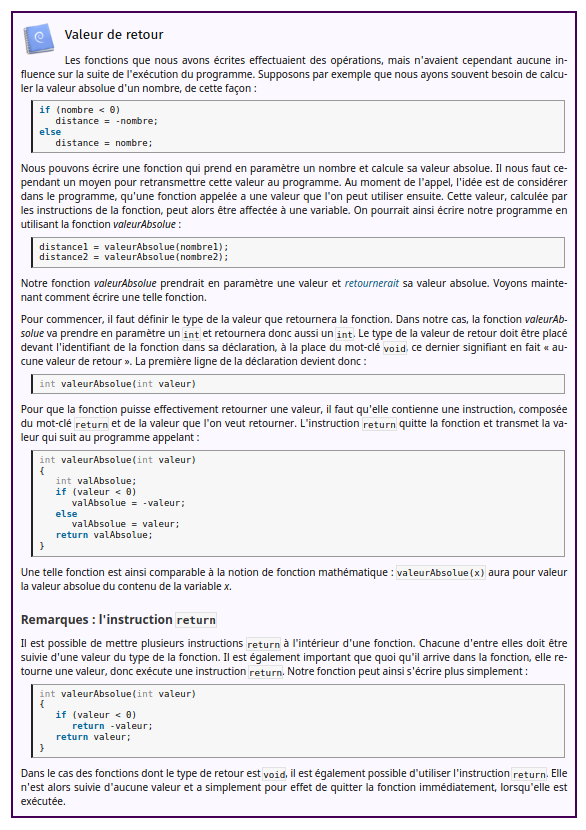 Valeur de retour
Les fonctions que nous avons écrites effectuaient des opérations, mais n'avaient cependant aucune in-
fluence sur la suite de l'exécution du programme. Supposons par exemple que nous ayons souvent besoin de calcu-
ler la valeur absolue d'un nombre, de cette façon :
if (nombre < 0)
   distance = -nombre;
else
   distance = nombre;
Nous pouvons écrire une fonction qui prend en paramètre un nombre et calcule sa valeur absolue. Il nous faut ce-
pendant un moyen pour retransmettre cette valeur au programme. Au moment de l'appel, l'idée est de considérer
dans le programme, qu'une fonction appelée a une valeur que l'on peut utiliser ensuite. Cette valeur, calculée par
les instructions de la fonction, peut alors être affectée à une variable. On pourrait ainsi écrire notre programme en
utilisant la fonction valeurAbsolue :
distance1 = valeurAbsolue(nombre1);
distance2 = valeurAbsolue(nombre2);
Notre fonction valeurAbsolue prendrait en paramètre une valeur et retournerait sa valeur absolue. Voyons mainte-
nant comment écrire une telle fonction.
Pour commencer, il faut définir le type de la valeur que retournera la fonction. Dans notre cas, la fonction valeurAb-
solue va prendre en paramètre un int et retournera donc aussi un int. Le type de la valeur de retour doit être placé
devant l'identifiant de la fonction dans sa déclaration, à la place du mot-clé void, ce dernier signifiant en fait « au-
cune valeur de retour ». La première ligne de la déclaration devient donc :
int valeurAbsolue(int valeur)
Pour que la fonction puisse effectivement retourner une valeur, il faut qu'elle contienne une instruction, composée
du mot-clé return et de la valeur que l'on veut retourner. L'instruction return quitte la fonction et transmet la va-
leur qui suit au programme appelant :
int valeurAbsolue(int valeur)
{
   int valAbsolue;
   if (valeur < 0)
      valAbsolue = -valeur;
   else
      valAbsolue = valeur;
   return valAbsolue;
}
Une telle fonction est ainsi comparable à la notion de fonction mathématique : valeurAbsolue(x) aura pour valeur
la valeur absolue du contenu de la variable x.
Remarques : l'instruction return
Il est possible de mettre plusieurs instructions return à l'intérieur d'une fonction. Chacune d'entre elles doit être
suivie d'une valeur du type de la fonction. Il est également important que quoi qu'il arrive dans la fonction, elle re-
tourne une valeur, donc exécute une instruction return. Notre fonction peut ainsi s'écrire plus simplement :
int valeurAbsolue(int valeur)
{
   if (valeur < 0)
      return -valeur;
   return valeur;
}
Dans le cas des fonctions dont le type de retour est void, il est également possible d'utiliser l'instruction return. Elle
n'est alors suivie d'aucune valeur et a simplement pour effet de quitter la fonction immédiatement, lorsqu'elle est
exécutée.